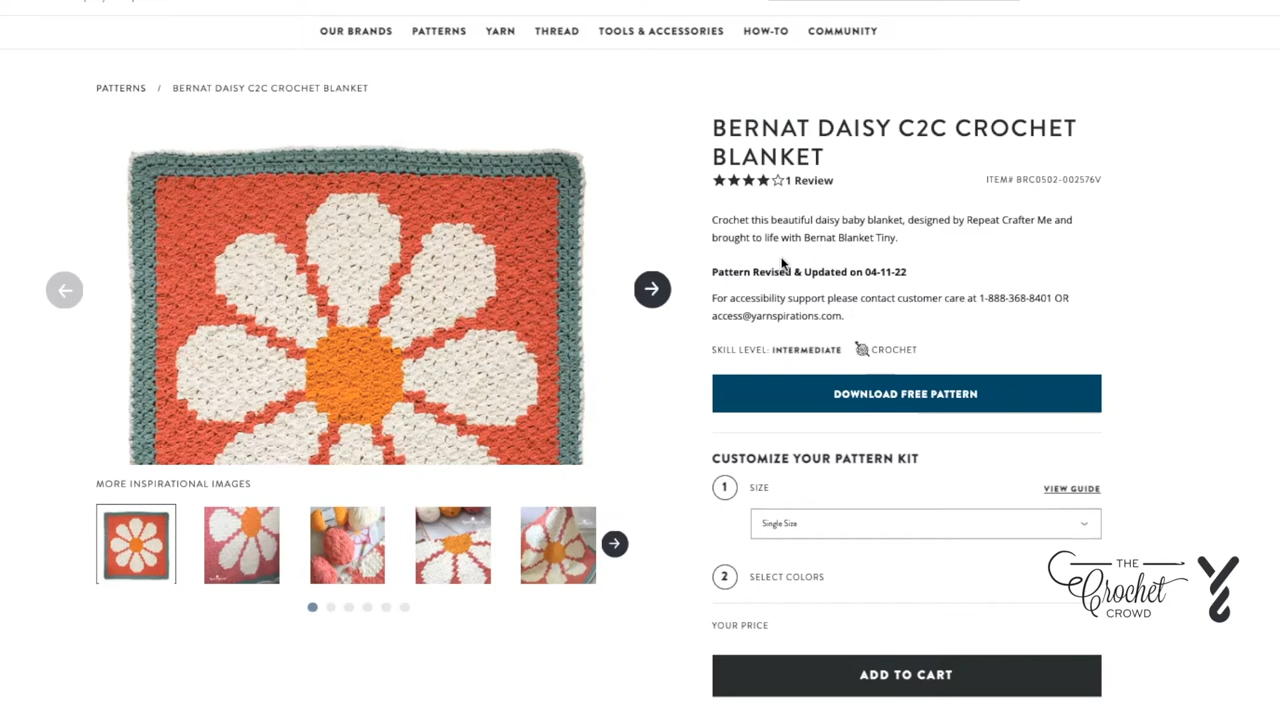 OUR BRANDS PATTERNS YARN THREAD TOOLS & ACCESSORIES HOW-TO COMMUNITY
PATTERNS / BERNAT DAISY C2C CROCHET BLANKET
BERNAT DAISY C2C CROCHET
BLANKET
1 Review
ITEM# BRC0502-002576V
Crochet this beautiful daisy baby blanket, designed by Repeat Crafter Me and
brought to life with Bernat Blanket Tiny.
Pattern Revised & Updated on 04-11-22
For accessibility support please contact customer care at 1-888-368-8401 OR
access@yarnspirations.com.
SKILL LEVEL: INTERMEDIATE CROCHET
DOWNLOAD FREE PATTERN
CUSTOMIZE YOUR PATTERN KIT
MORE INSPIRATIONAL IMAGES
1 SIZE VIEW GUIDE
Single Size
2 SELECT COLORS
THE
Crochet
CROWD
YOUR PRICE
ADD TO CART